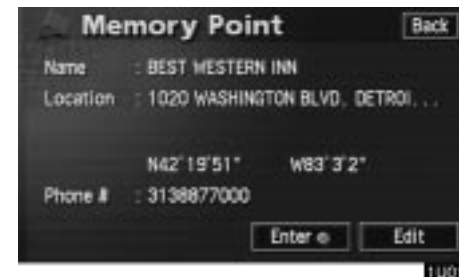 Memory Point Back
Name : BEST WESTERN INN
Location : 1020 WASHINGTON BLVD, DETROI...
N42°19'51" W83°3'2"
Phone # : 3138877000
Enter Edit